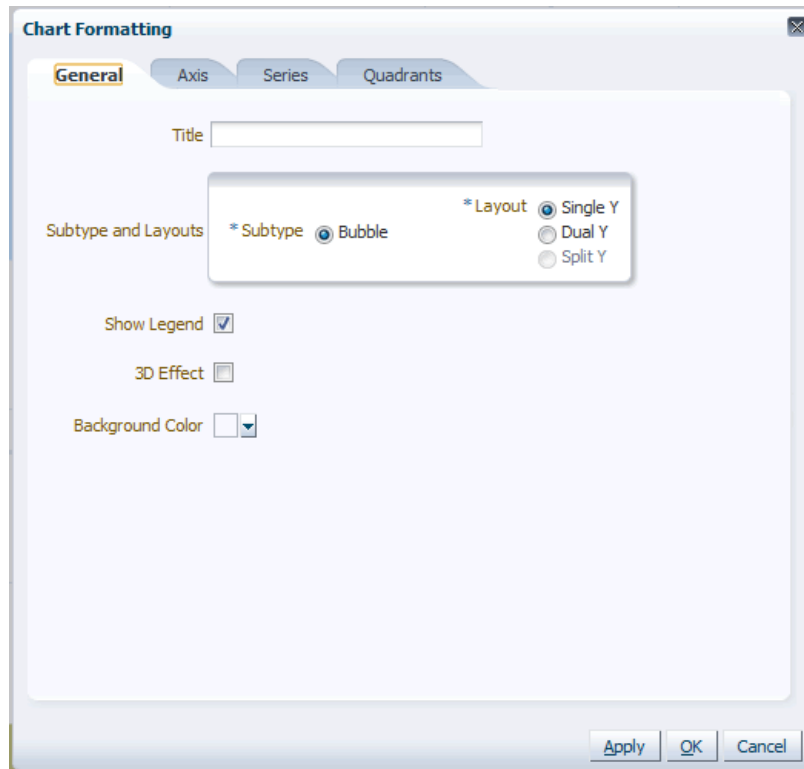 Chart Formatting
General Axis Series Quadrants
Title
Subtype and Layouts * Subtype Bubble * Layout Single Y
Dual Y
Split Y
Show Legend
3D Effect
Background Color
Apply OK Cancel